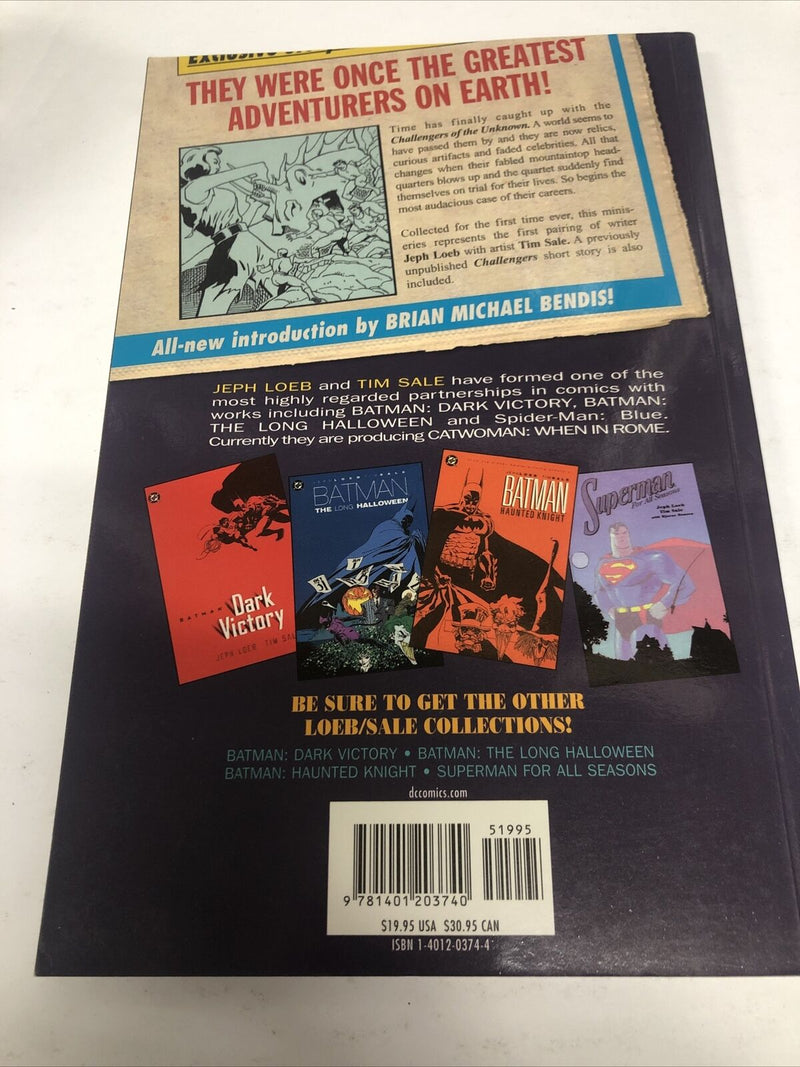 THEY WERE ONCE THE GREATEST
ADVENTURERS ON EARTH!
Time has finally caught up with the
Challengers of the Unknown. A world seems to
have passed them by and they are now relics,
curious artifacts and faded celebrities. All that
changes when their fabled mountaintop head-
quarters blows up and the quartet suddenly find
themselves on trial for their lives. So begins the
most audacious case of their careers.
Collected for the first time ever, this minis-
eries represents the first pairing of writer
Jeph Loeb with artist Tim Sale. A previously
unpublished Challengers short story is also
included.
All-new introduction by BRIAN MICHAEL BENDIS!
JEPH LOEB and TIM SALE have formed one of the
most highly regarded partnerships in comics with
works including BATMAN: DARK VICTORY, BATMAN:
THE LONG HALLOWEEN and Spider-Man: Blue.
Currently they are producing CATWOMAN: WHEN IN ROME.
BATMAN
Dark
Victory
JEPH LOEB TIM SAL
BATMAN
THE LONG HALLOWEEN
31
BATMAN
HAUNTED KNIGHT
Superman
For All Seasons
Jeph Loeb
Tim Sale
BE SURE TO GET THE OTHER
LOEB/SALE COLLECTIONS!
BATMAN: DARK VICTORY • BATMAN: THE LONG HALLOWEEN
BATMAN: HAUNTED KNIGHT • SUPERMAN FOR ALL SEASONS
dccomics.com
51995
9 781401 203740
$19.95 USA $30.95 CAN
ISBN 1-4012-0374-4